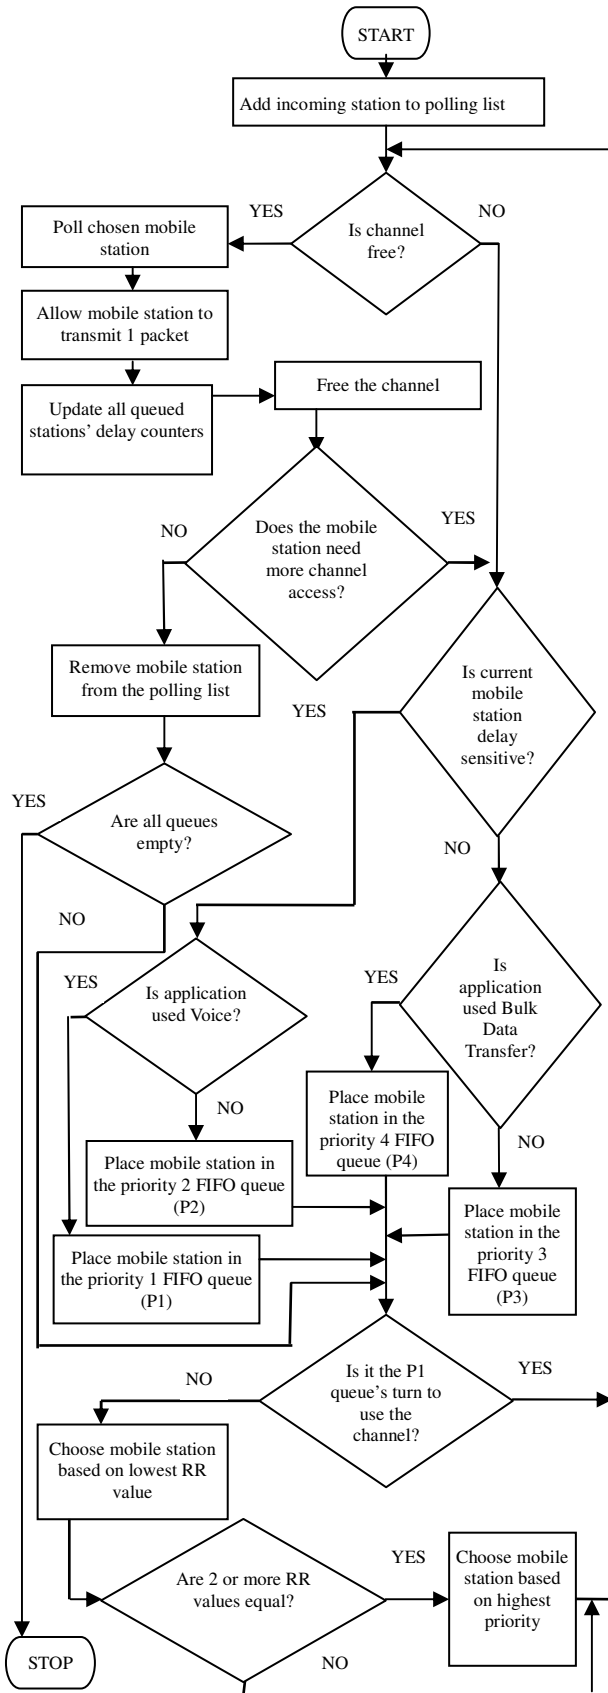 START
Add incoming station to polling list
YES
NO
Is channel
free?
Poll chosen mobile
station
Allow mobile station to
transmit 1 packet
Update all queued
stations' delay counters
Free the channel
NO
YES
Does the mobile
station need
more channel
access?
Remove mobile station
from the polling list
YES
Is current
mobile
station
delay
sensitive?
YES
Are all queues
empty?
NO
NO
YES
Is application
used Voice?
YES
Is
application
used Bulk
Data
Transfer?
NO
Place mobile
station in the
priority 4 FIFO
queue (P4)
NO
Place mobile station in
the priority 2 FIFO queue
(P2)
Place mobile
station in the
priority 3
FIFO queue
(P3)
Place mobile station in
the priority 1 FIFO queue
(P1)
NO
Is it the P1
queue's turn to
use the
channel?
YES
Choose mobile station
based on lowest RR
value
Are 2 or more RR
values equal?
YES
Choose mobile
station based
on highest
priority
STOP
NO